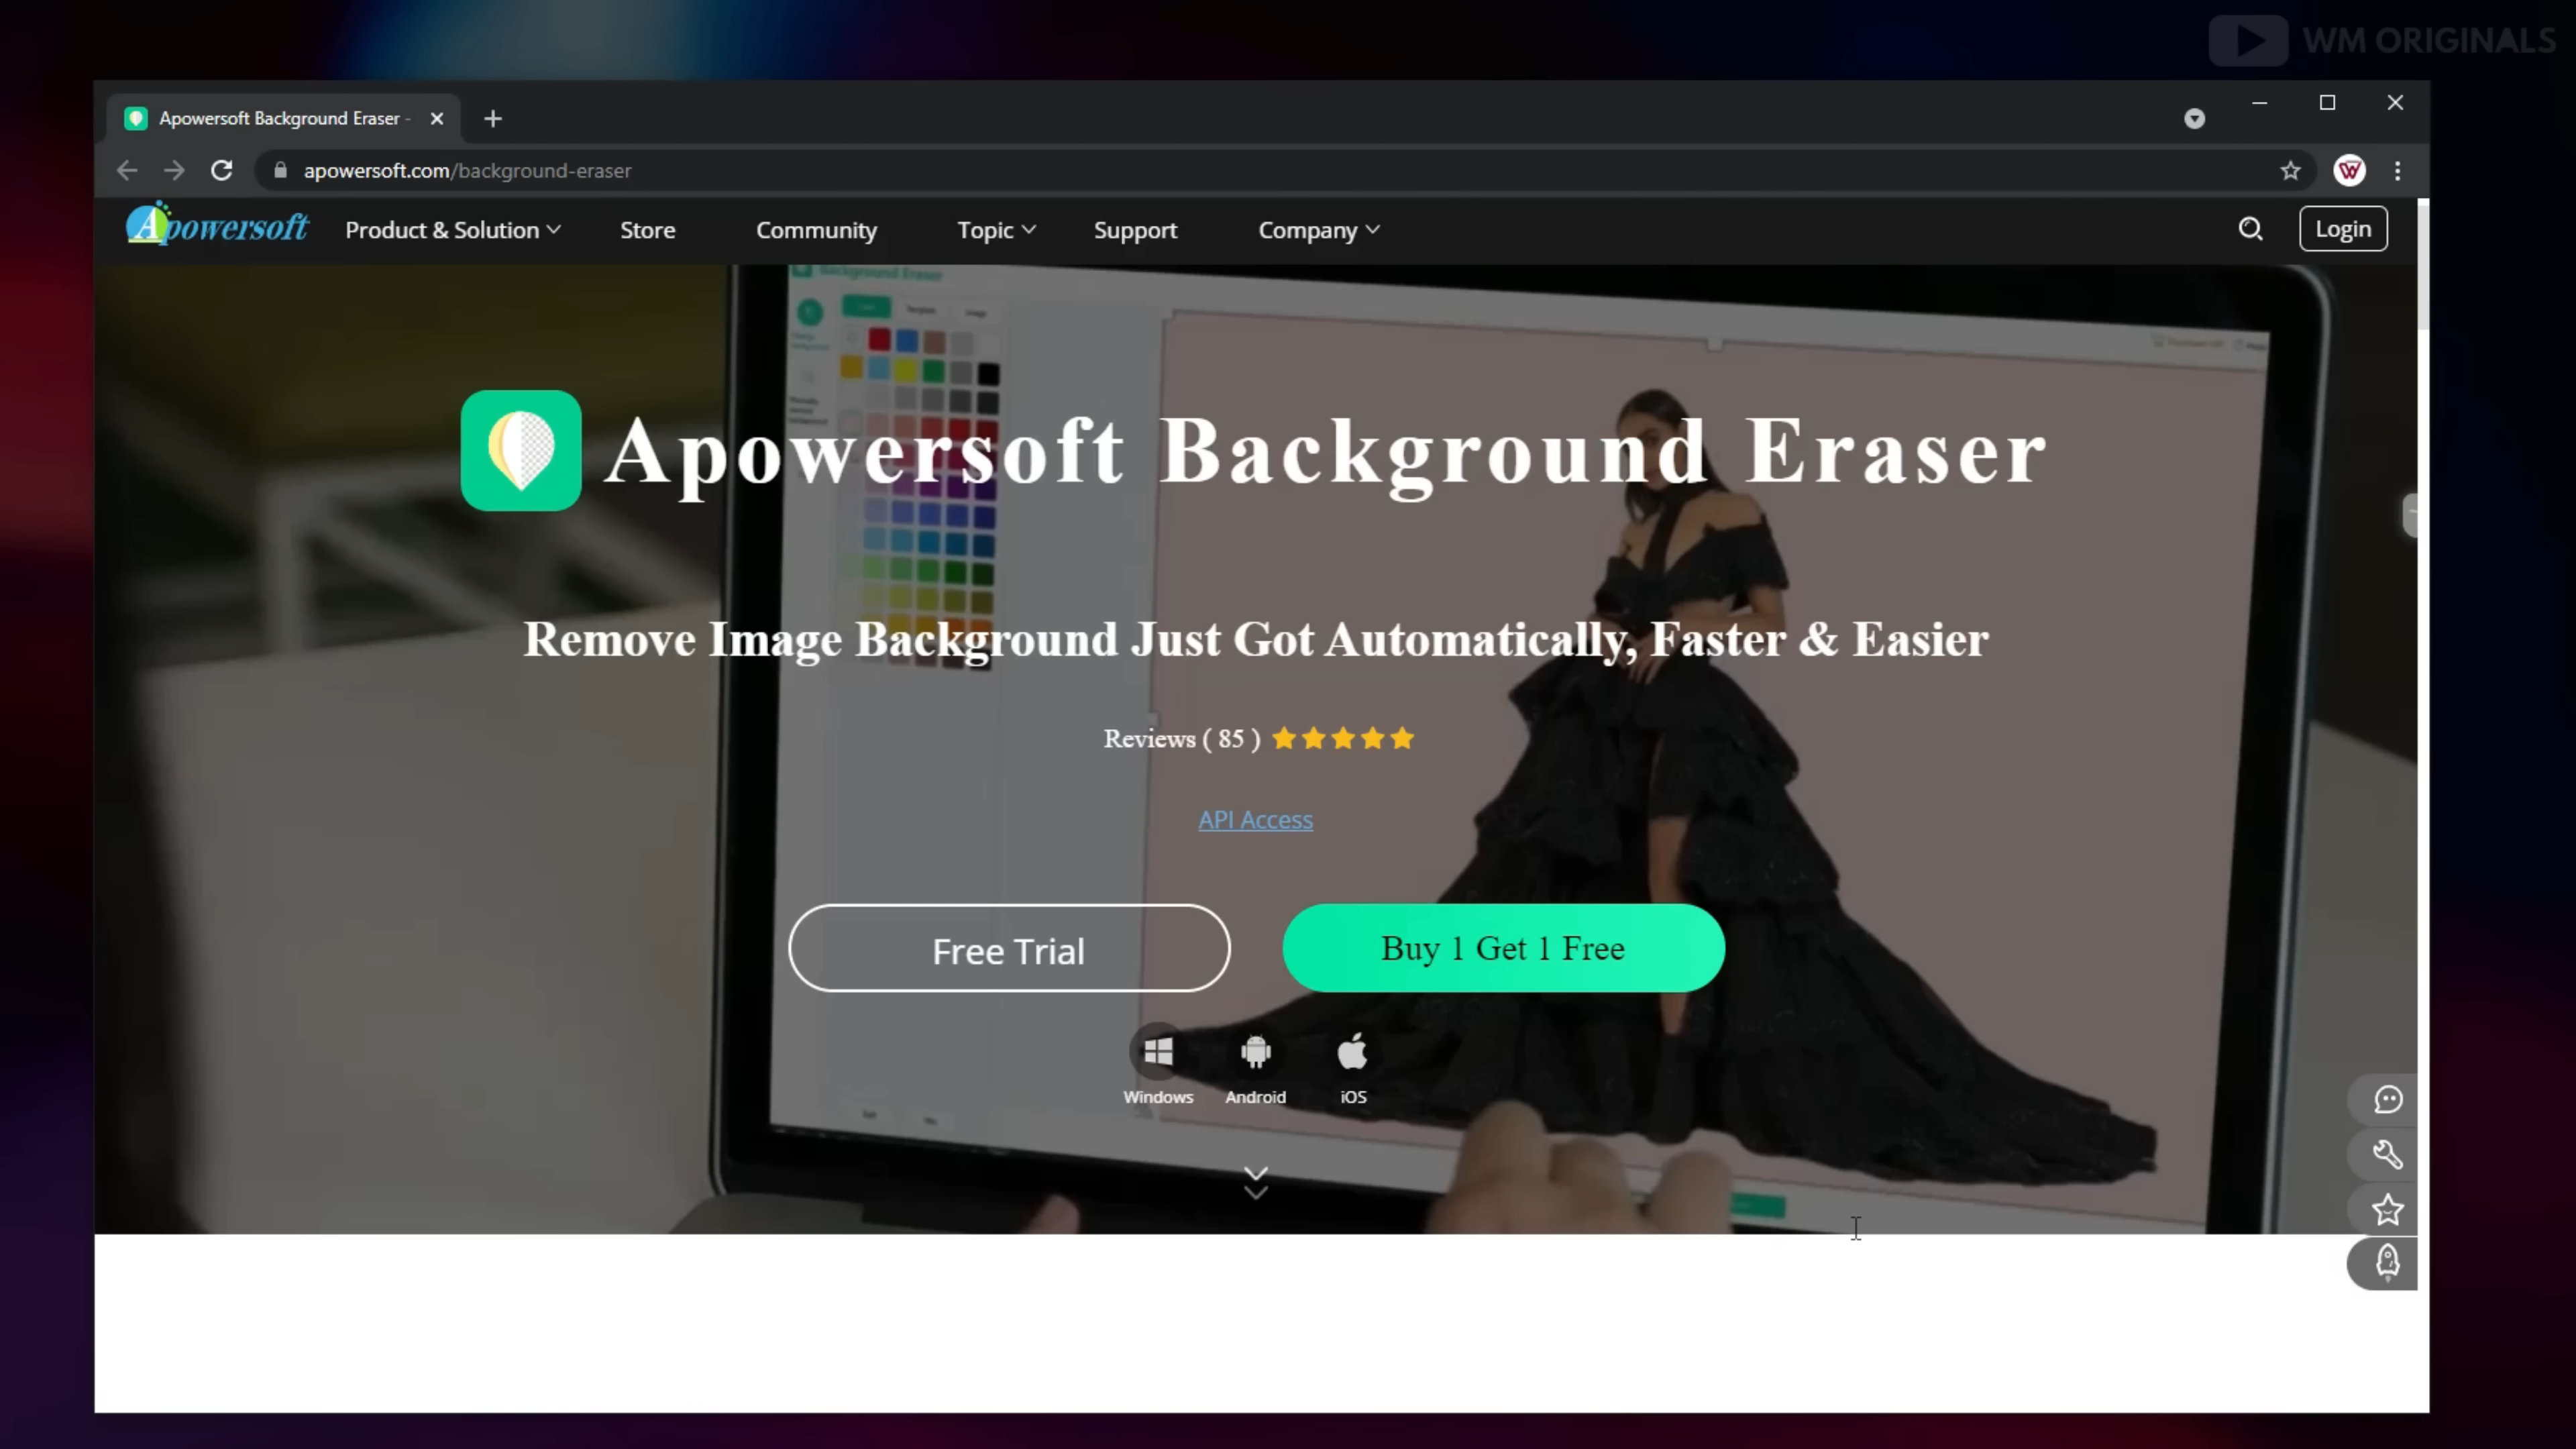 WM ORIGINALS
Apowersoft Background Eraser -
apowersoft.com/background-eraser
Apowersoft
Product & Solution
Store
Community
Topic
Support
Company
Login
Background Eraser
Apowersoft Background Eraser
Remove Image Background Just Got Automatically, Faster & Easier
Reviews ( 85 )
API Access
Free Trial
Buy 1 Get 1 Free
Windows
Android
iOS